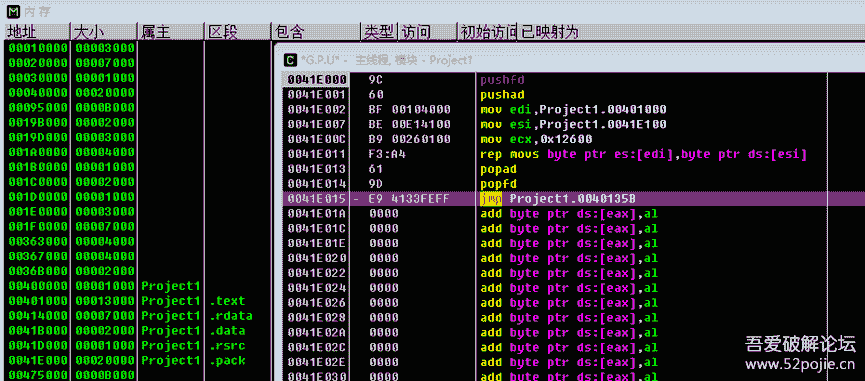 M 内存
地址 大小 属主 区段 包含 类型 访问 初始访问 已映射为
00010000 00003000
00020000 00007000
00030000 00001000
00040000 00020000
00095000 0000B000
0019B000 00002000
0019D000 00003000
001A0000 00004000
001B0000 00001000
001C0000 00002000
001D0000 00001000
001E0000 00003000
001F0000 00007000
00363000 00004000
00367000 00004000
0036B000 00002000
00400000 00001000 Project1
00401000 00013000 Project1 .text
00414000 00007000 Project1 .rdata
0041B000 00002000 Project1 .data
0041D000 00001000 Project1 .rsrc
0041E000 00020000 Project1 .pack
00475000 0000B000
C *G.P.U* - 主线程, 模块 - Project1
0041E000 9C pushfd
0041E001 60 pushad
0041E002 BF 00104000 mov edi,Project1.00401000
0041E007 BE 00E14100 mov esi,Project1.0041E100
0041E00C B9 00260100 mov ecx,0x12600
0041E011 F3:A4 rep movs byte ptr es:[edi],byte ptr ds:[esi]
0041E013 61 popad
0041E014 9D popfd
0041E015 - E9 4133FEFF jmp Project1.0040135B
0041E01A 0000 add byte ptr ds:[eax],al
0041E01C 0000 add byte ptr ds:[eax],al
0041E01E 0000 add byte ptr ds:[eax],al
0041E020 0000 add byte ptr ds:[eax],al
0041E022 0000 add byte ptr ds:[eax],al
0041E024 0000 add byte ptr ds:[eax],al
0041E026 0000 add byte ptr ds:[eax],al
0041E028 0000 add byte ptr ds:[eax],al
0041E02A 0000 add byte ptr ds:[eax],al
0041E02C 0000 add byte ptr ds:[eax],al
0041E02E 0000 add byte ptr ds:[eax],al
0041E030 0000 add byte ptr ds:[eax],al
吾爱破解论坛
www.52pojie.cn